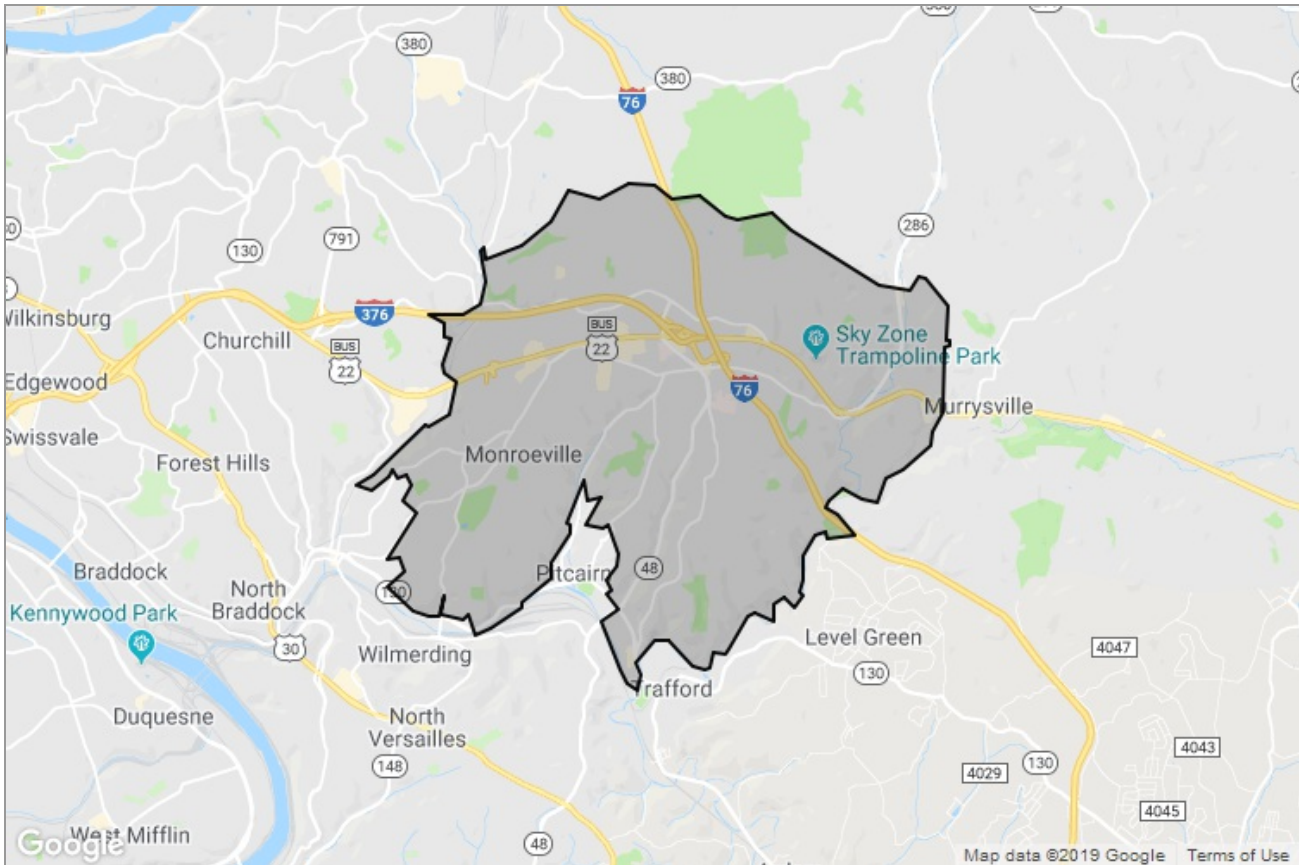 380
380
76
286
130
791
376
Wilkinsburg
Churchill
BUS
22
BUS
22
Sky Zone
Trampoline Park
Edgewood
76
Murrysville
Swissvale
Forest Hills
Monroeville
Braddock
North
Braddock
Pitcairn
48
130
Kennywood Park
30
Wilmerding
Level Green
4047
130
Trafford
Duquesne
North
Versailles
148
4043
130
4029
4045
West Mifflin
Google
48
Map data ©2019 Google
Terms of Use